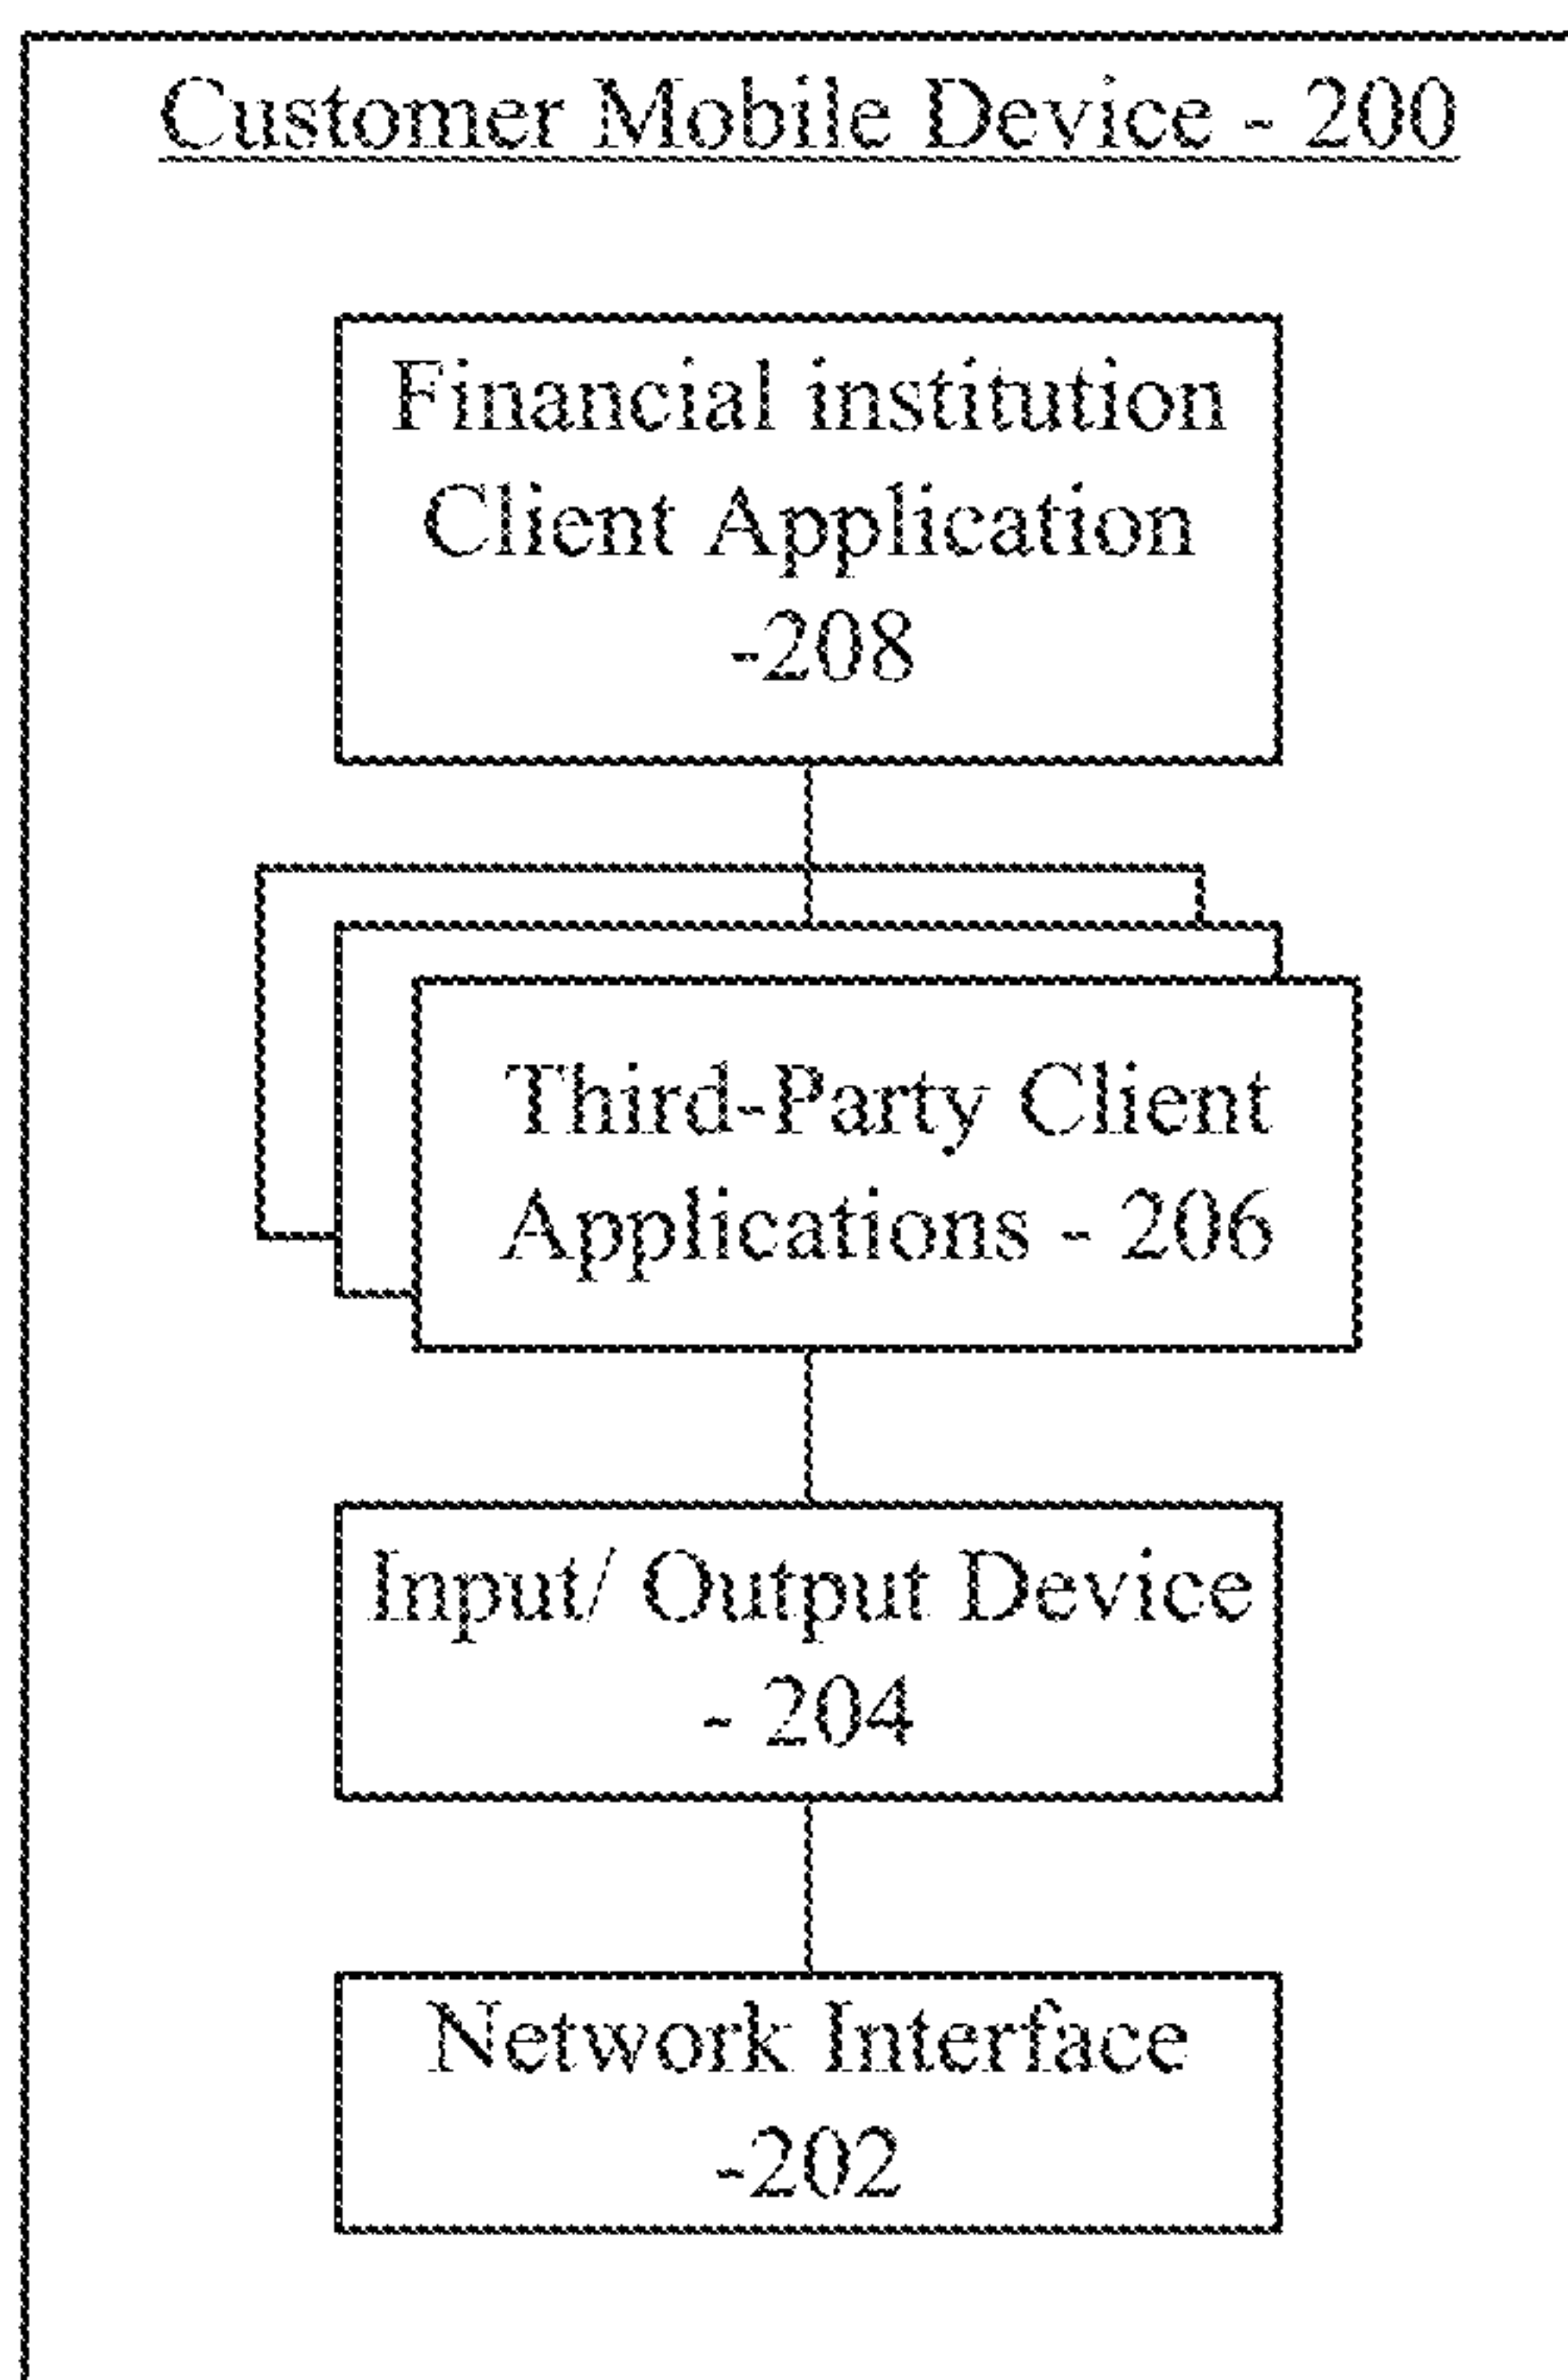 Customer Mobile Device - 200
Financial institution
Client Application
-208
Third-Party Client
Applications - 206
Input/ Output Device
- 204
Network Interface
-202